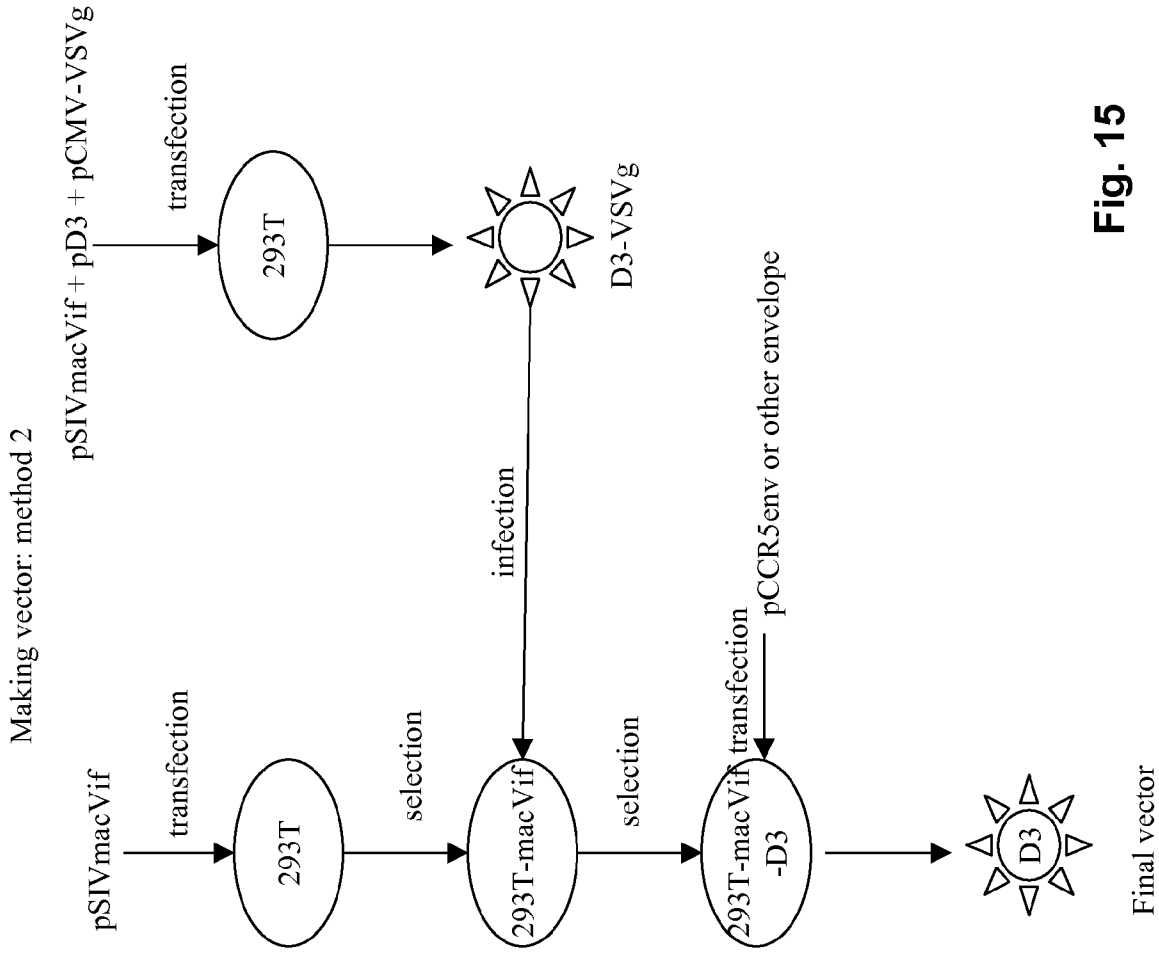 Making vector: method 2
pSIVmacVif
transfection
293T
selection
293T-macVif
selection
293T-macVif
-D3
transfection
pCCR5env or other envelope
D3
Final vector
pSIVmacVif + pD3 + pCMV-VSVg
transfection
293T
D3-VSVg
infection
Fig. 15